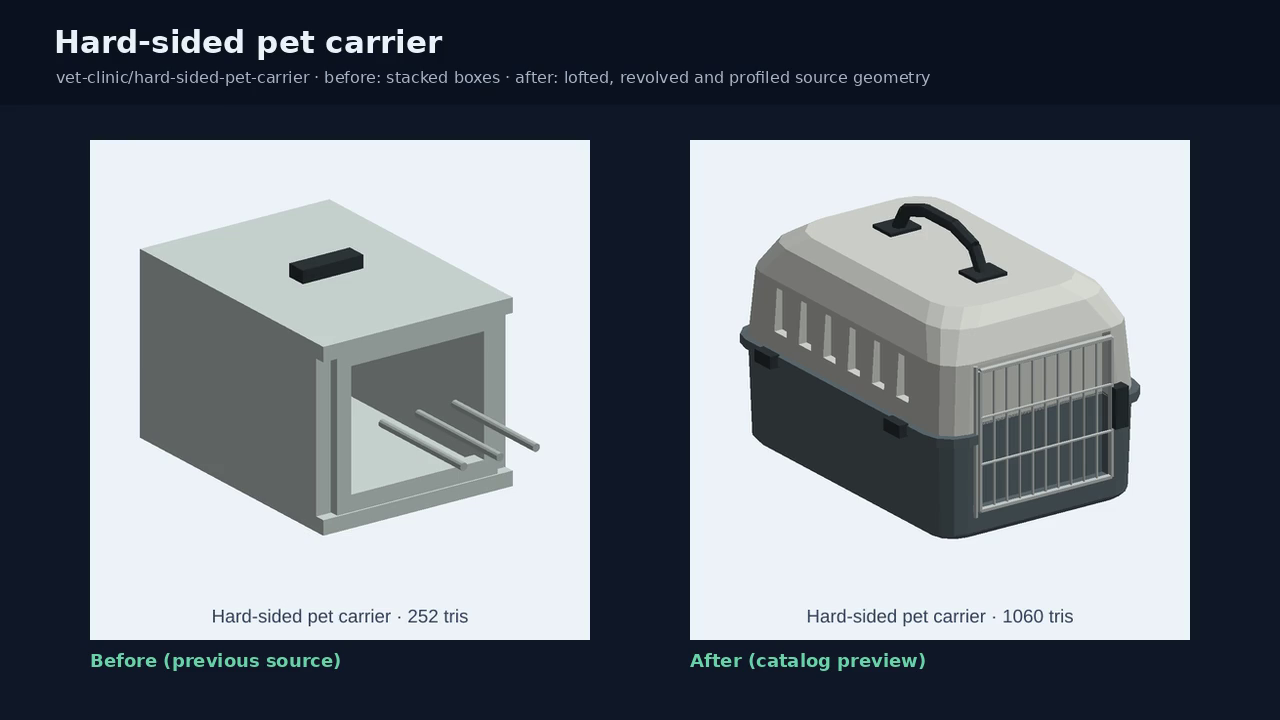 Hard-sided pet carrier
vet-clinic/hard-sided-pet-carrier · before: stacked boxes · after: lofted, revolved and profiled source geometry
Hard-sided pet carrier · 252 tris
Hard-sided pet carrier · 1060 tris
Before (previous source)
After (catalog preview)